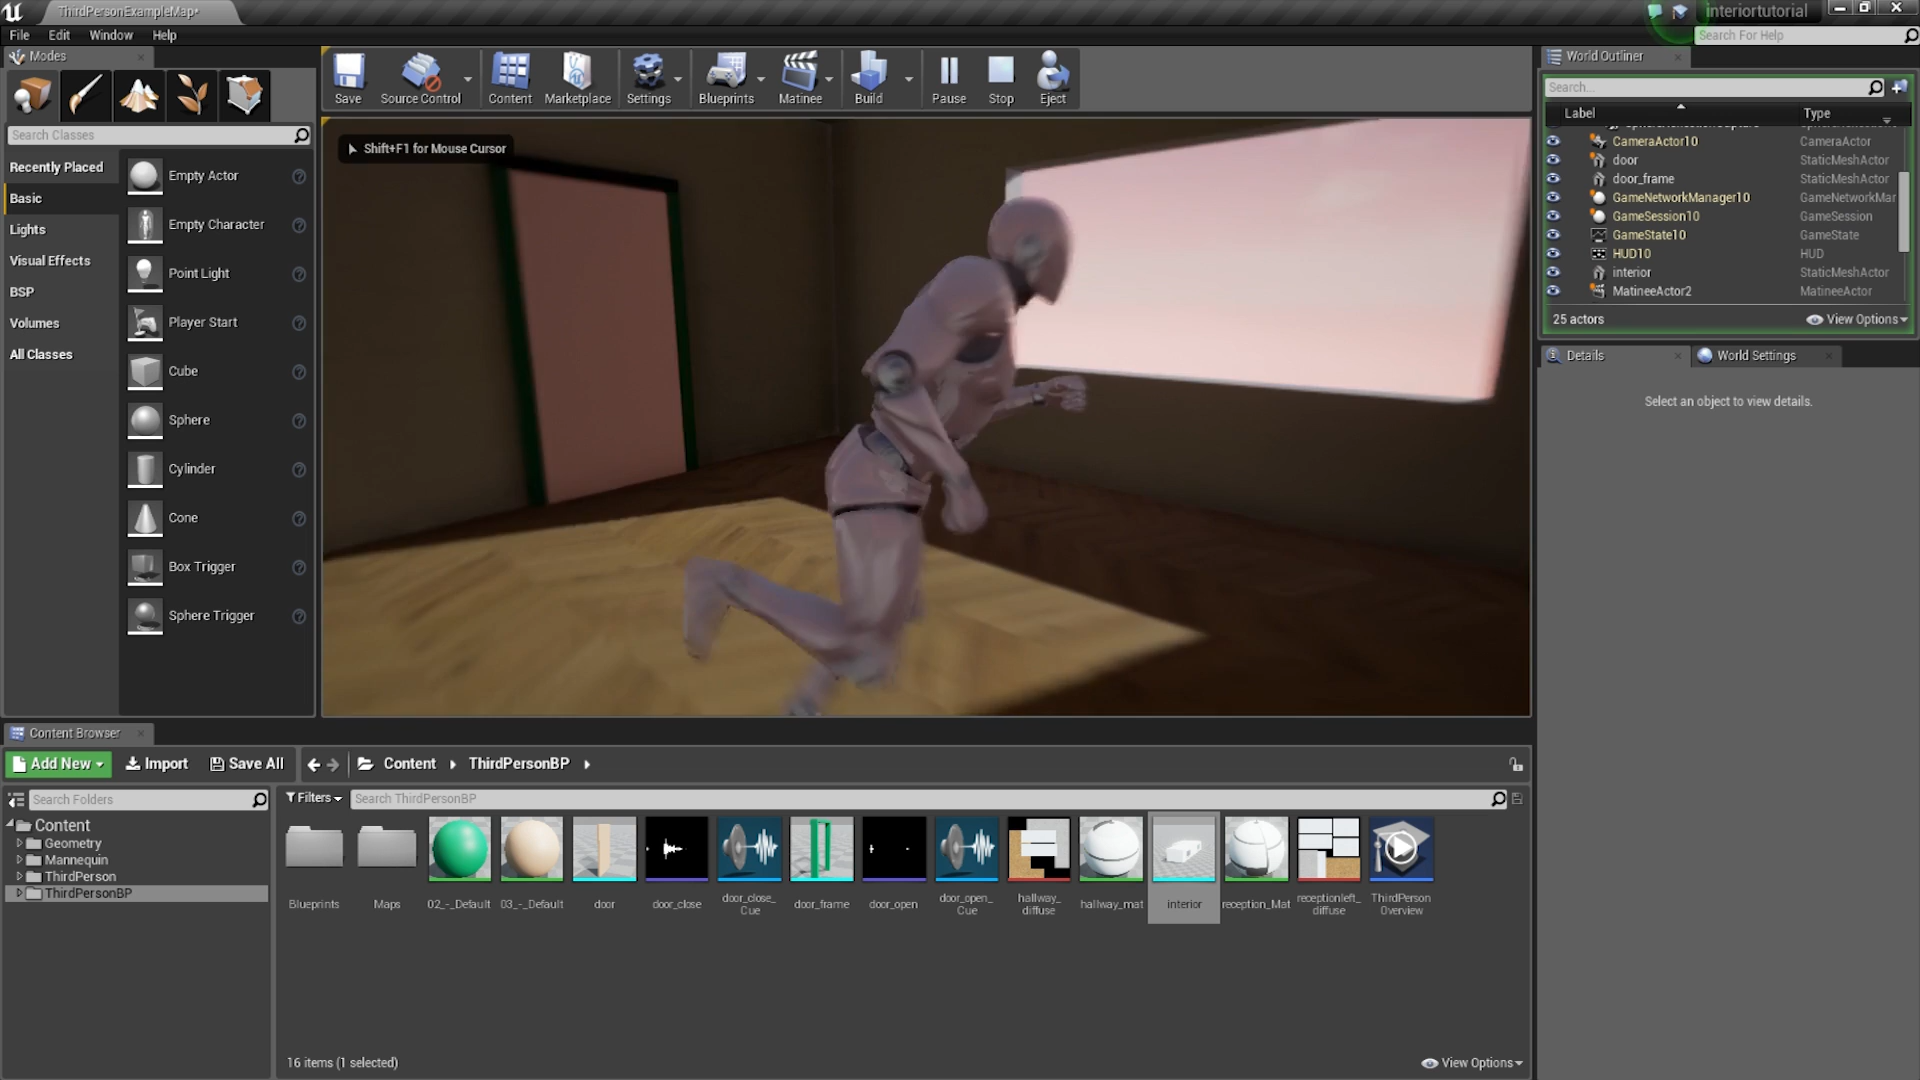 ThirdPersonExampleMap*
interiortutorial
File Edit Window Help
Search For Help
Modes
Save
Source Control
Content
Marketplace
Settings
Blueprints
Matinee
Build
Pause
Stop
Eject
World Outliner
Search...
Label Type
CameraActor10 CameraActor
door StaticMeshActor
door_frame StaticMeshActor
GameNetworkManager10 GameNetworkMar
GameSession10 GameSession
GameState10 GameState
HUD10 HUD
interior StaticMeshActor
MatineeActor2 MatineeActor
25 actors
View Options
Details
World Settings
Select an object to view details.
Search Classes
Recently Placed
Basic
Lights
Visual Effects
BSP
Volumes
All Classes
Empty Actor
Empty Character
Point Light
Player Start
Cube
Sphere
Cylinder
Cone
Box Trigger
Sphere Trigger
Shift+F1 for Mouse Cursor
Content Browser
Add New
Import
Save All
Content
ThirdPersonBP
Search Folders
Filters
Search ThirdPersonBP
Content
Geometry
Mannequin
ThirdPerson
ThirdPersonBP
Blueprints
Maps
02_-_Default
03_-_Default
door
door_close
door_close_
Cue
door_frame
door_open
door_open_
Cue
hallway_
diffuse
hallway_mat
interior
reception_Mat
receptionleft_
diffuse
ThirdPerson
Overview
16 items (1 selected)
View Options